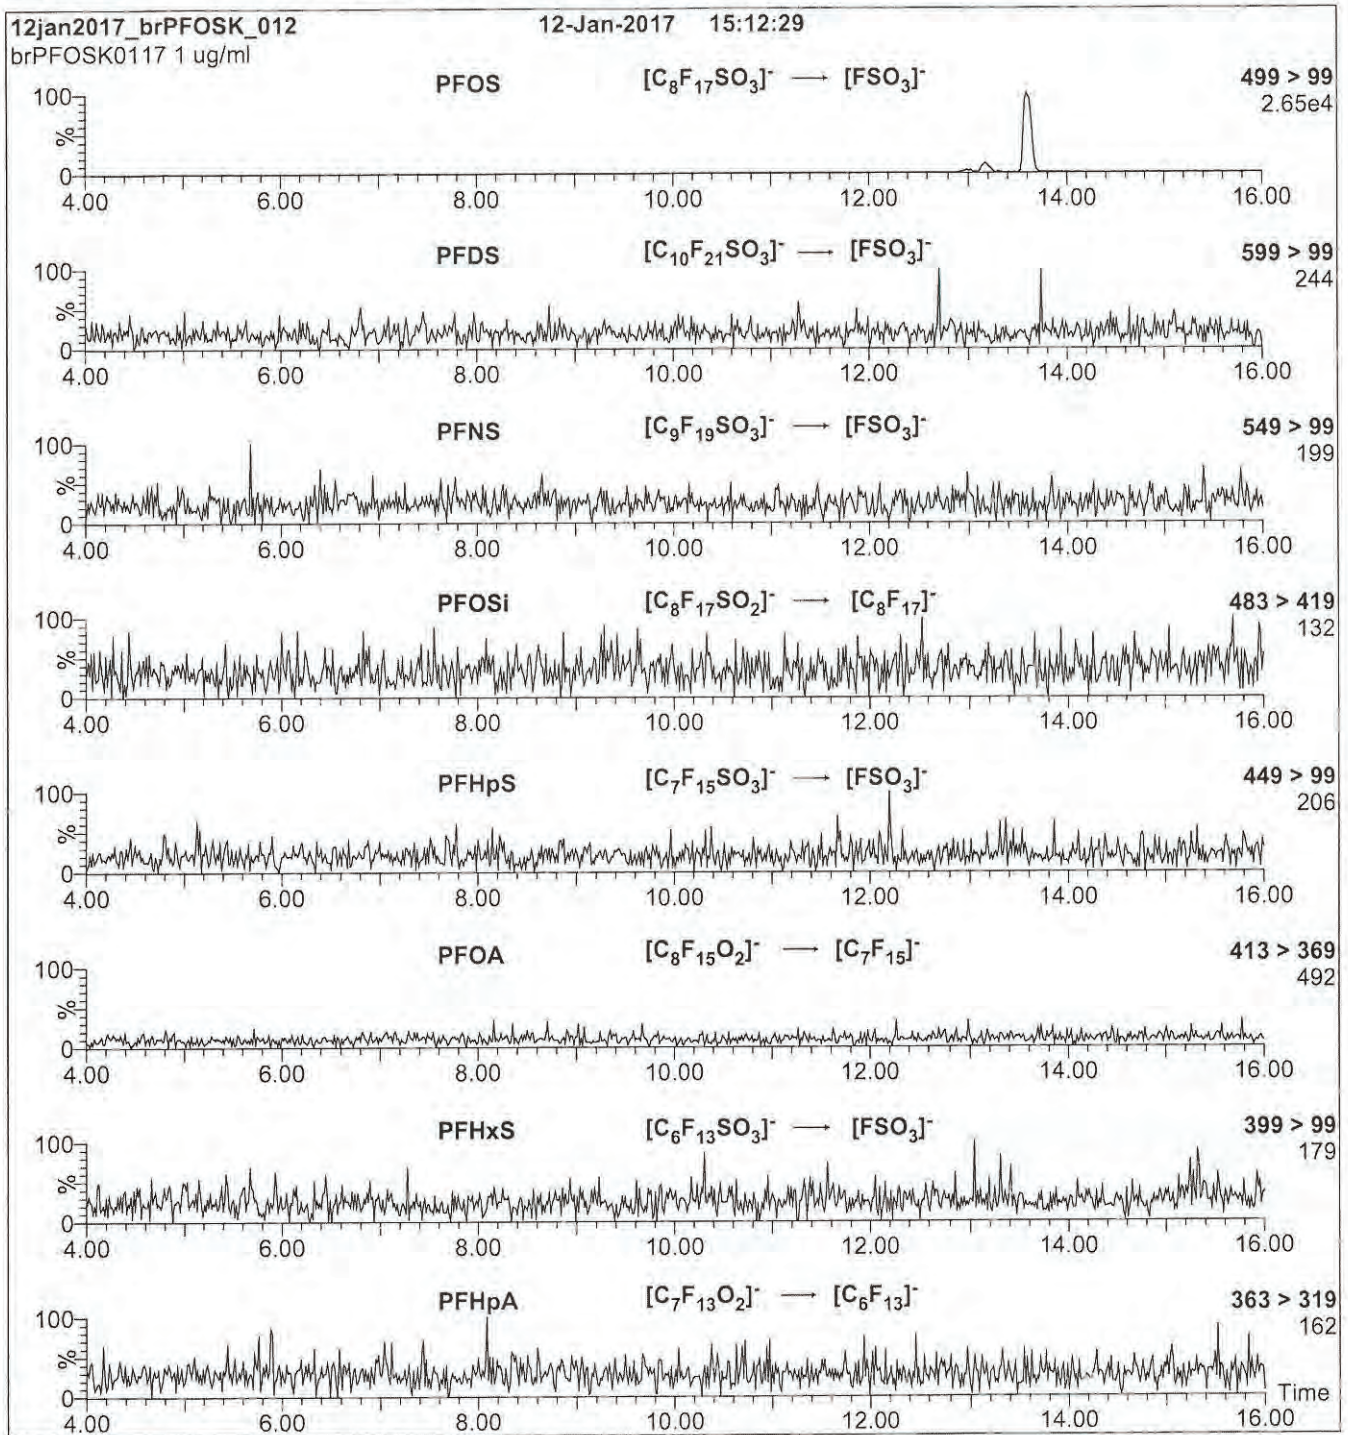 12jan2017_brPFOSK_012 12-Jan-2017 15:12:29
brPFOSK0117 1 ug/ml
PFOS [C₈F₁₇SO₃]⁻ → [FSO₃]⁻ 499 > 99
2.65e4
100
%
0
4.00 6.00 8.00 10.00 12.00 14.00 16.00
PFDS [C₁₀F₂₁SO₃]⁻ → [FSO₃]⁻ 599 > 99
244
100
%
0
4.00 6.00 8.00 10.00 12.00 14.00 16.00
PFNS [C₉F₁₉SO₃]⁻ → [FSO₃]⁻ 549 > 99
199
100
%
0
4.00 6.00 8.00 10.00 12.00 14.00 16.00
PFOSi [C₈F₁₇SO₂]⁻ → [C₈F₁₇]⁻ 483 > 419
132
100
%
0
4.00 6.00 8.00 10.00 12.00 14.00 16.00
PFHpS [C₇F₁₅SO₃]⁻ → [FSO₃]⁻ 449 > 99
206
100
%
0
4.00 6.00 8.00 10.00 12.00 14.00 16.00
PFOA [C₈F₁₅O₂]⁻ → [C₇F₁₅]⁻ 413 > 369
492
100
%
0
4.00 6.00 8.00 10.00 12.00 14.00 16.00
PFHxS [C₆F₁₃SO₃]⁻ → [FSO₃]⁻ 399 > 99
179
100
%
0
4.00 6.00 8.00 10.00 12.00 14.00 16.00
PFHpA [C₇F₁₃O₂]⁻ → [C₆F₁₃]⁻ 363 > 319
162
100
%
0
Time
4.00 6.00 8.00 10.00 12.00 14.00 16.00